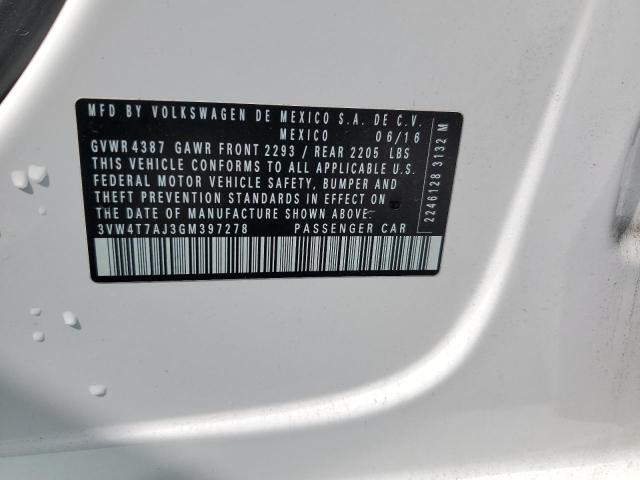 MFD BY VOLKSWAGEN DE MEXICO S.A. DE C.V.
MEXICO 06/16
GVWR 4387 GAWR FRONT 2293 / REAR 2205 LBS
THIS VEHICLE CONFORMS TO ALL APPLICABLE U.S.
FEDERAL MOTOR VEHICLE SAFETY, BUMPER AND
THEFT PREVENTION STANDARDS IN EFFECT ON
THE DATE OF MANUFACTURE SHOWN ABOVE.
3VW4T7AJ3GM397278 PASSENGER CAR
2246128 3132 M